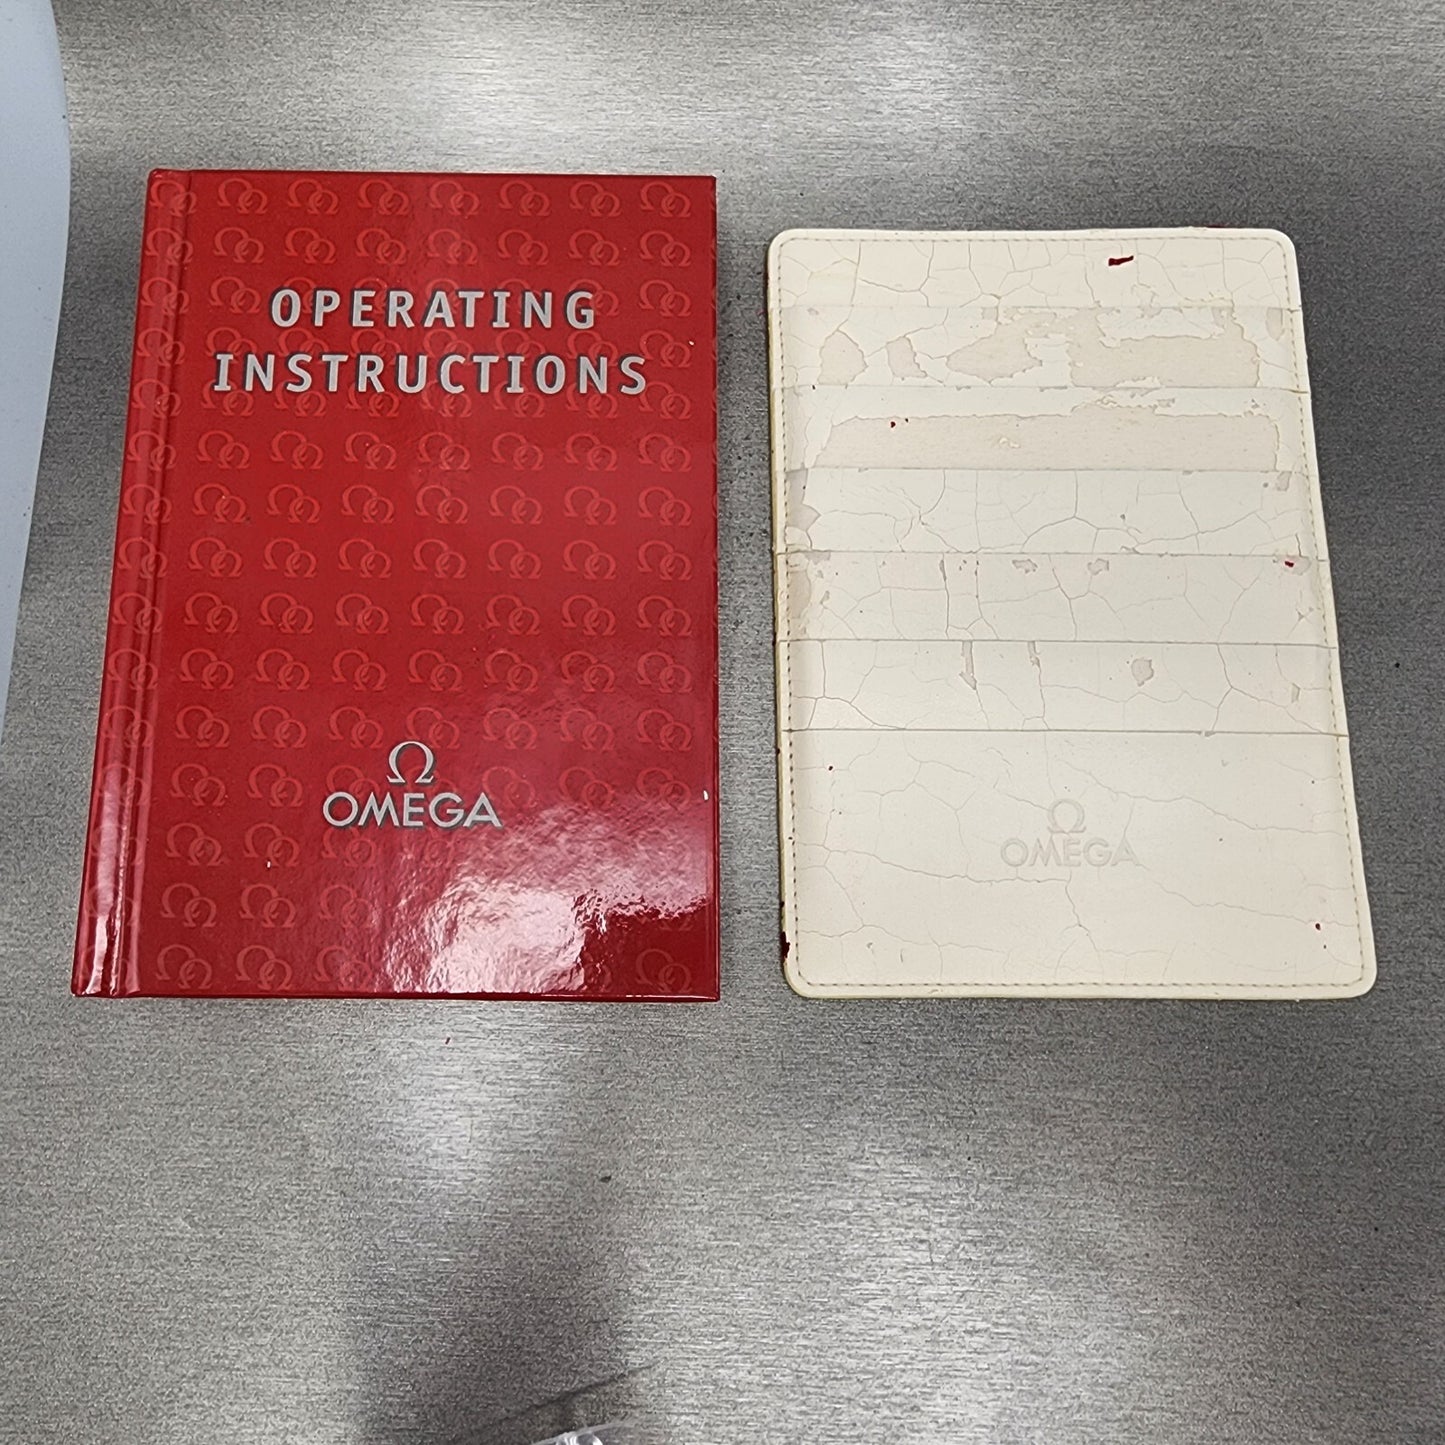 OPERATING
INSTRUCTIONS
Ω
OMEGA
Ω
OMEGA